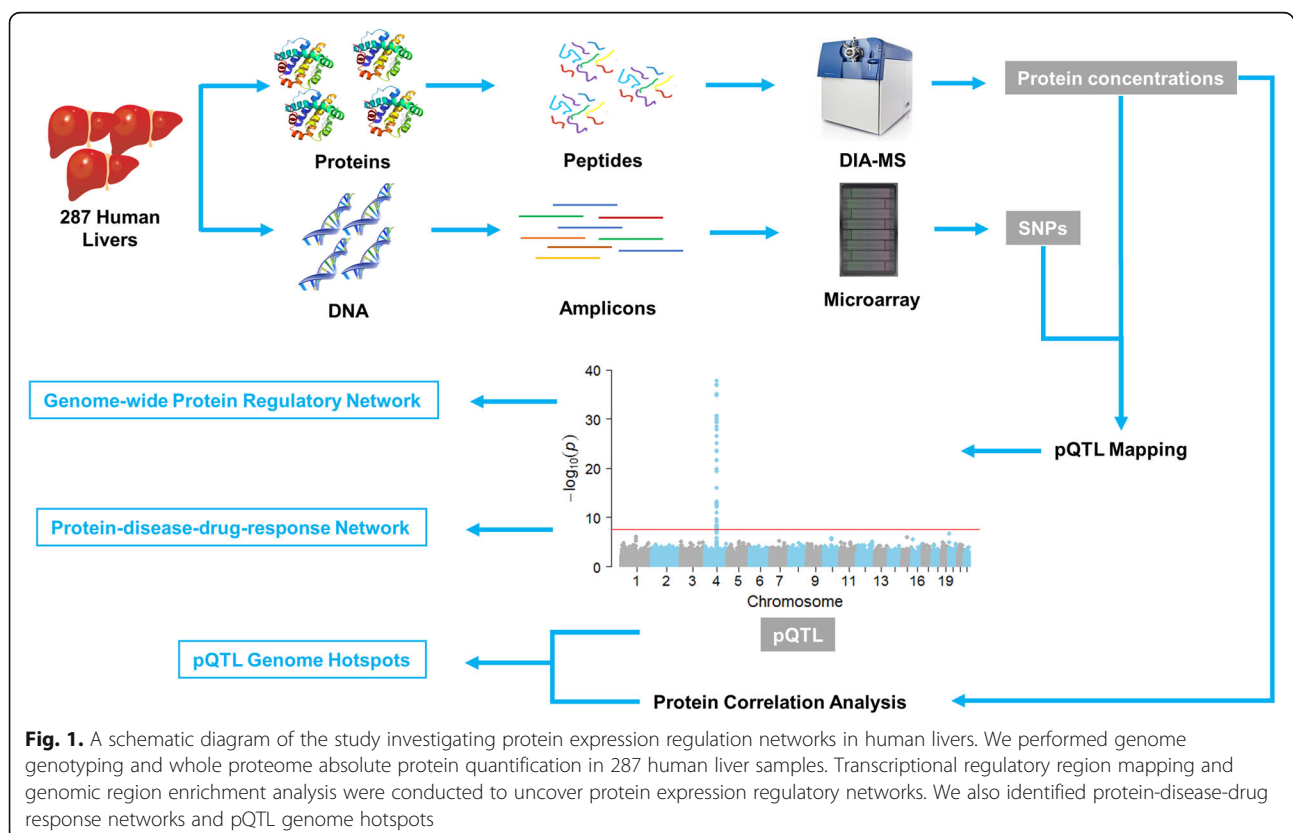 Proteins
Peptides
DIA-MS
Protein concentrations
287 Human
Livers
DNA
Amplicons
Microarray
SNPs
Genome-wide Protein Regulatory Network
Protein-disease-drug-response Network
pQTL Genome Hotspots
40
30
20
10
0
−log10(p)
1 2 3 4 5 6 7 9 11 13 16 19
Chromosome
pQTL Mapping
pQTL
Protein Correlation Analysis
Fig. 1. A schematic diagram of the study investigating protein expression regulation networks in human livers. We performed genome
genotyping and whole proteome absolute protein quantification in 287 human liver samples. Transcriptional regulatory region mapping and
genomic region enrichment analysis were conducted to uncover protein expression regulatory networks. We also identified protein-disease-drug
response networks and pQTL genome hotspots